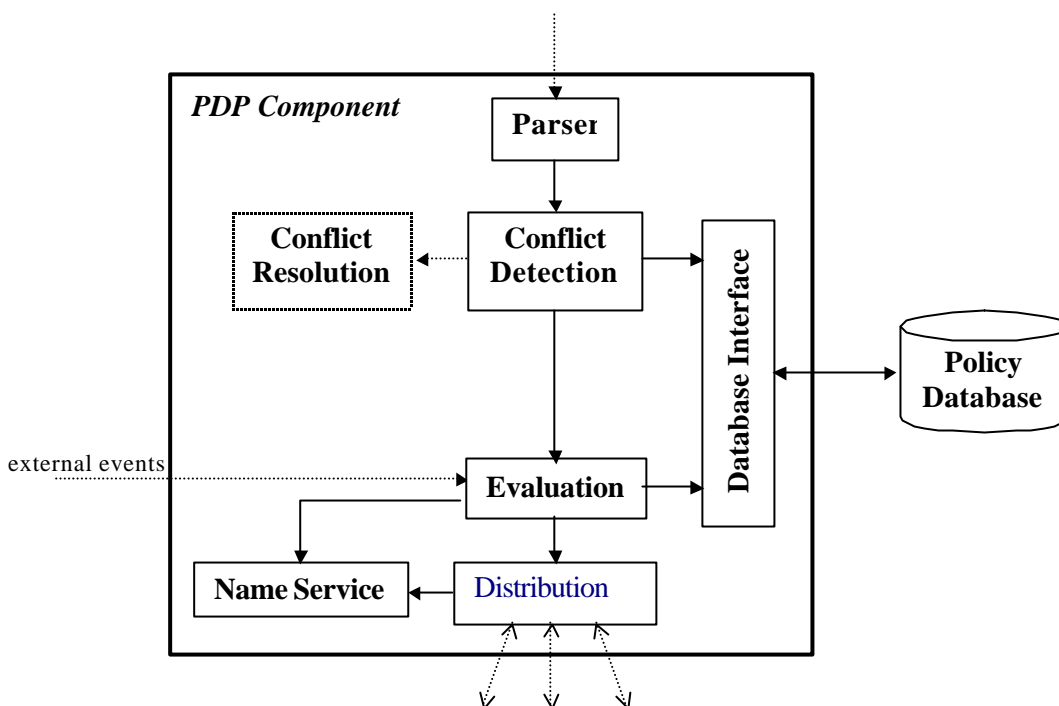 PDP Component
Parser
Conflict
Resolution
Conflict
Detection
Database Interface
Policy
Database
external events
Evaluation
Name Service
Distribution